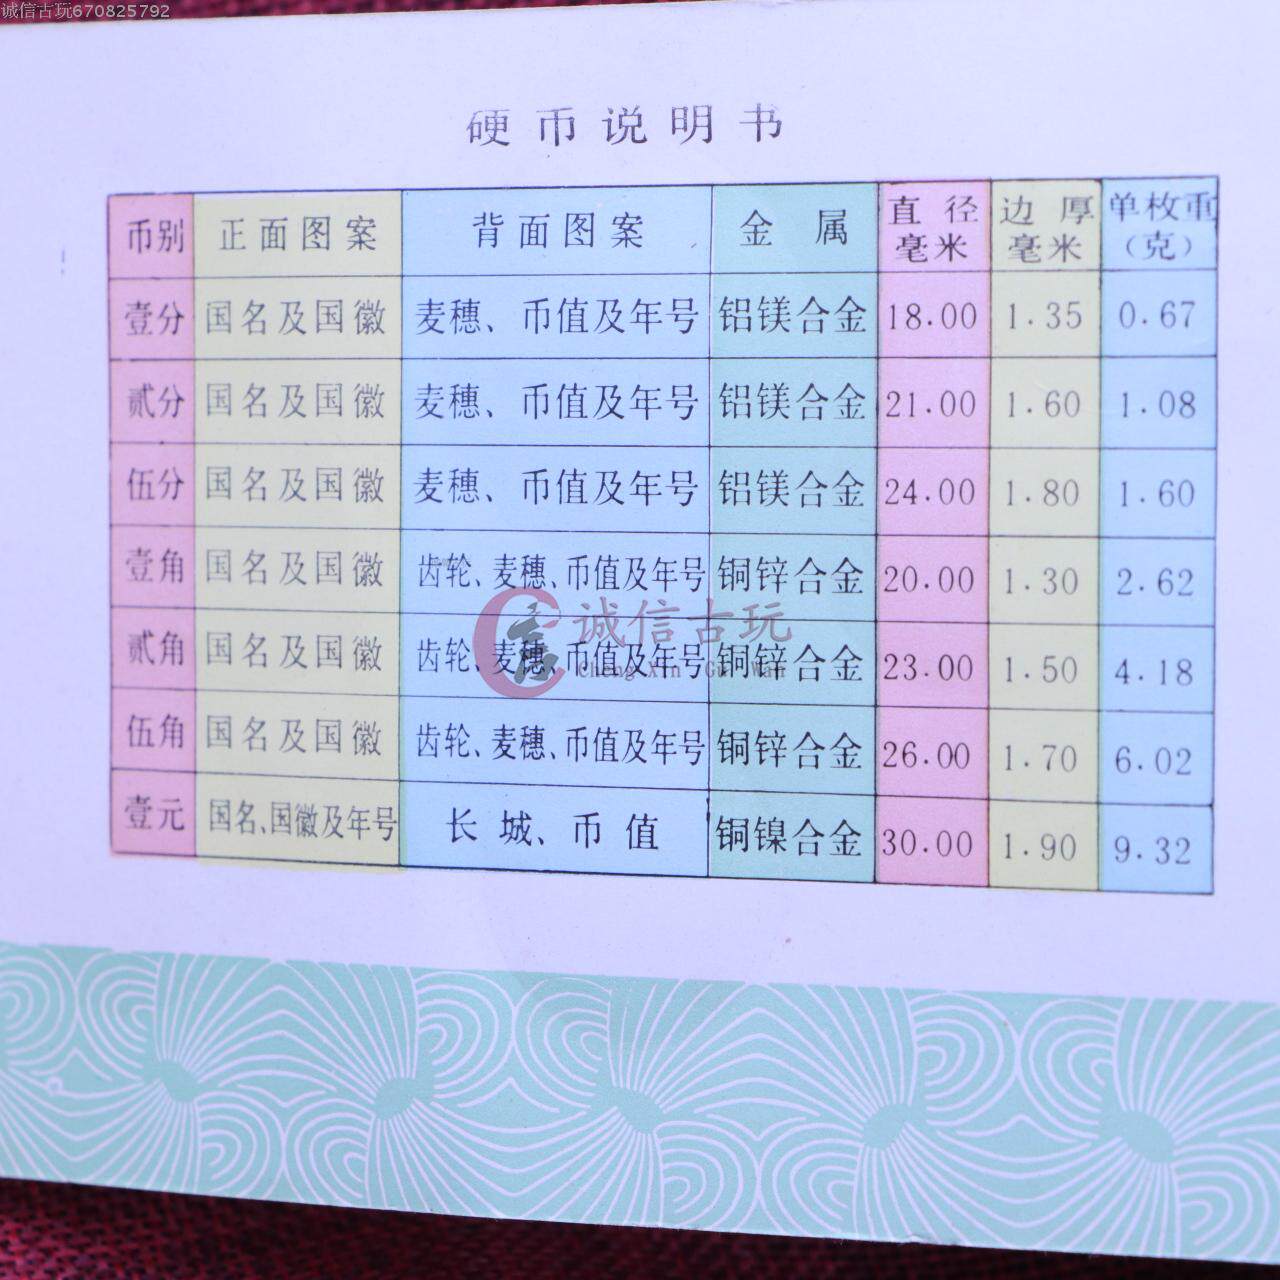 诚信古玩670825792
硬币说明书
币别 正面图案 背面图案 金属 直径毫米 边厚毫米 单枚重（克）
壹分 国名及国徽 麦穗、币值及年号 铝镁合金 18.00 1.35 0.67
贰分 国名及国徽 麦穗、币值及年号 铝镁合金 21.00 1.60 1.08
伍分 国名及国徽 麦穗、币值及年号 铝镁合金 24.00 1.80 1.60
壹角 国名及国徽 齿轮、麦穗、币值及年号 铜锌合金 20.00 1.30 2.62
诚信古玩
贰角 国名及国徽 齿轮、麦穗、币值及年号 铜锌合金 23.00 1.50 4.18
Cheng Xin Gu Wan
伍角 国名及国徽 齿轮、麦穗、币值及年号 铜锌合金 26.00 1.70 6.02
壹元 国名、国徽及年号 长城、币值 铜镍合金 30.00 1.90 9.32